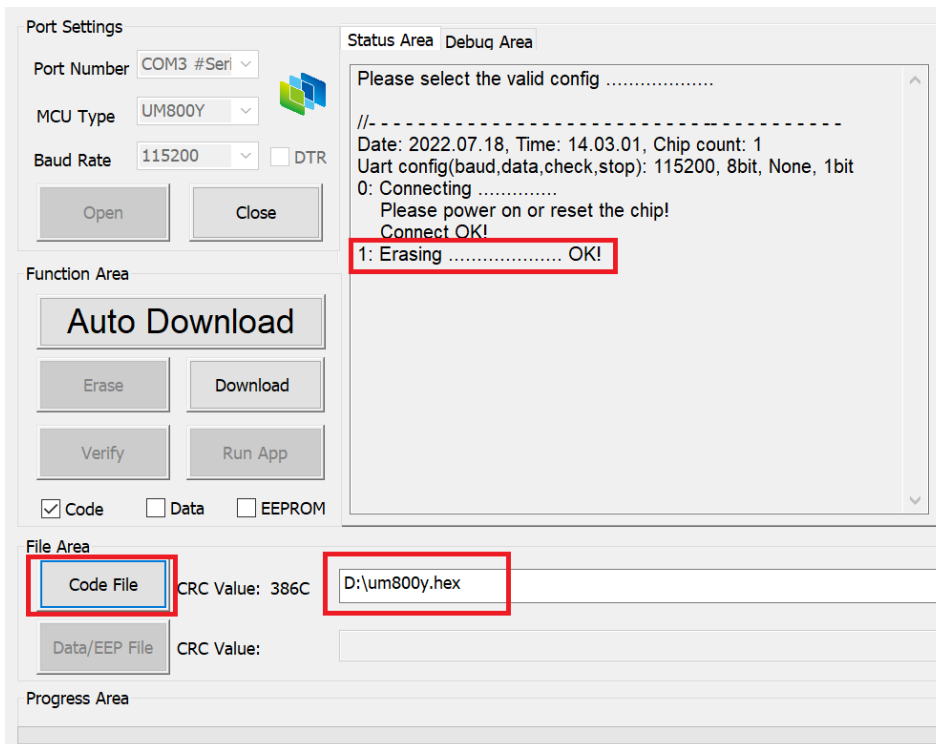 Port Settings
Port Number COM3 #Seri
MCU Type UM800Y
Baud Rate 115200 DTR
Open Close
Function Area
Auto Download
Erase Download
Verify Run App
Code Data EEPROM
Status Area Debug Area
Please select the valid config ...................
//- - - - - - - - - - - - - - - - - - - - - - - - - - -- - - - - - - - - - -
Date: 2022.07.18, Time: 14.03.01, Chip count: 1
Uart config(baud,data,check,stop): 115200, 8bit, None, 1bit
0: Connecting ..............
Please power on or reset the chip!
Connect OK!
1: Erasing .................... OK!
File Area
Code File CRC Value: 386C D:\um800y.hex
Data/EEP File CRC Value:
Progress Area